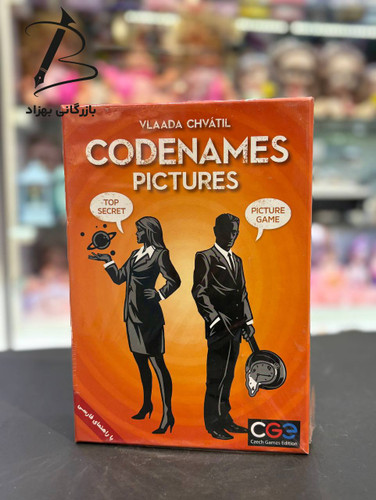 بازرگانی بهزاد
VLAADA CHVÁTIL
CODENAMES
PICTURES
TOP
SECRET
PICTURE
GAME
با راهنمای فارسی
CGE
Czech Games Edition